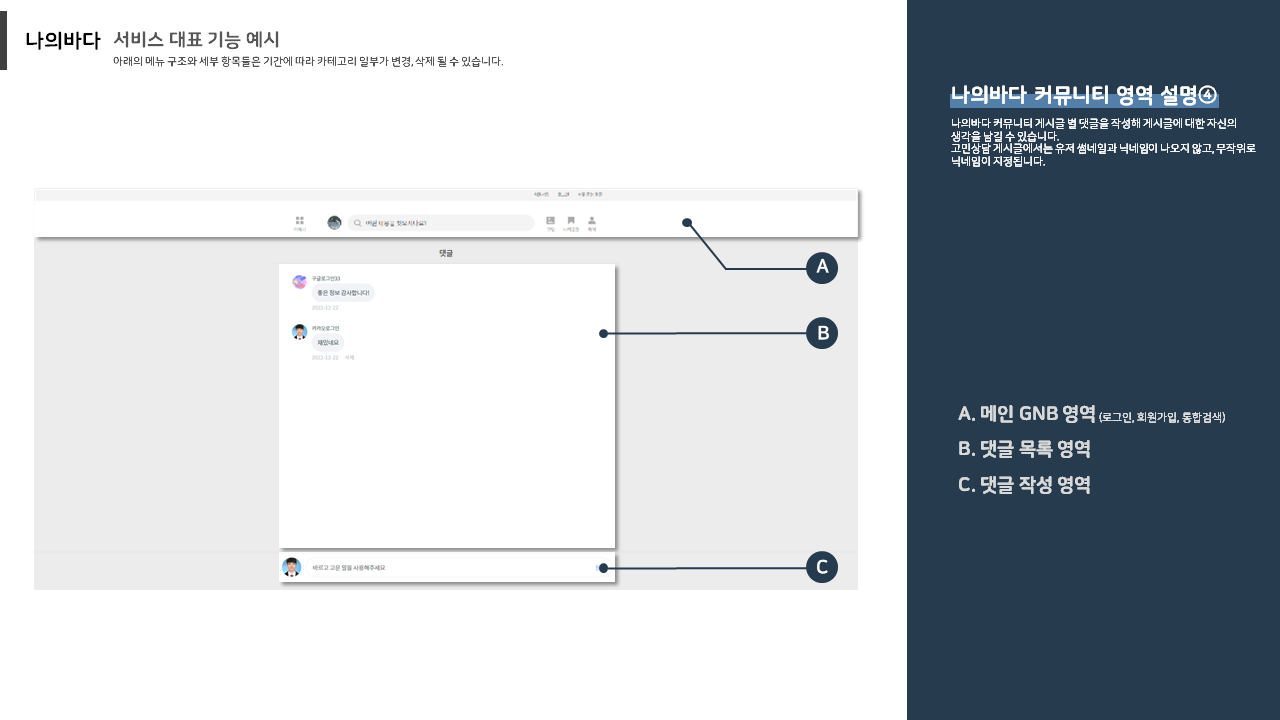 나의바다 서비스 대표 기능 예시
아래의 메뉴 구조와 세부 항목들은 기간에 따라 카테고리 일부가 변경, 삭제 될 수 있습니다.
댓글
구글로그인33
좋은 정보 감사합니다!
2022-12-22
카카오로그인
재밌네요
2022-12-22 삭제
바르고 고운 말을 사용해주세요
A
B
C
나의바다 커뮤니티 영역 설명④
나의바다 커뮤니티 게시글 별 댓글을 작성해 게시글에 대한 자신의
생각을 남길 수 있습니다.
고민상담 게시글에서는 유저 썸네일과 닉네임이 나오지 않고, 무작위로
닉네임이 지정됩니다.
A. 메인 GNB 영역 (로그인, 회원가입, 통합검색)
B. 댓글 목록 영역
C. 댓글 작성 영역